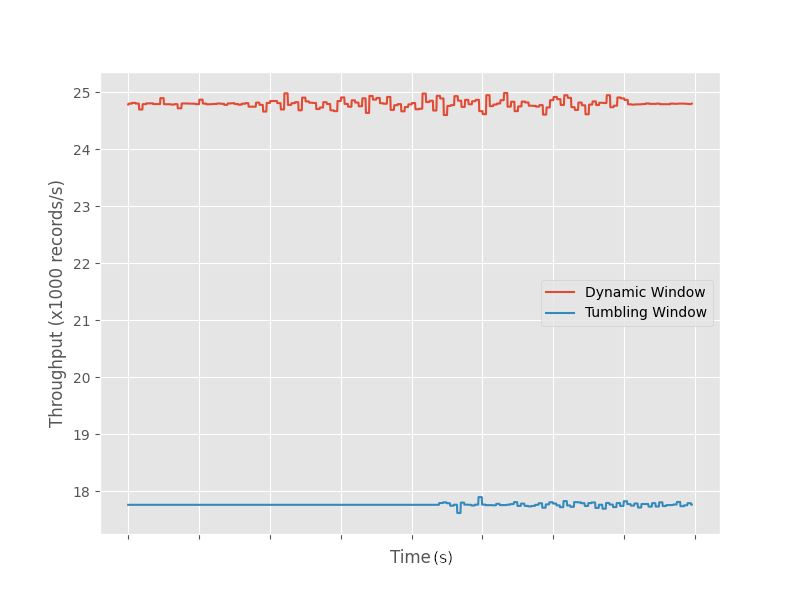 25
24
23
22
21
20
19
18
Throughput (x1000 records/s)
Dynamic Window
Tumbling Window
Time(s)